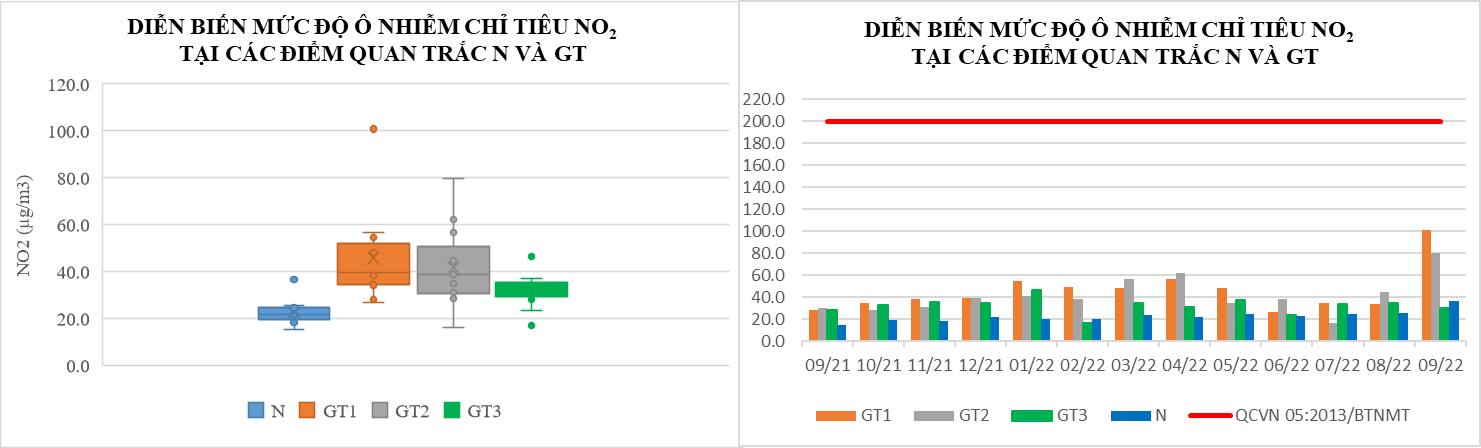 DIỄN BIẾN MỨC ĐỘ Ô NHIỄM CHỈ TIÊU NO₂
TẠI CÁC ĐIỂM QUAN TRẮC N VÀ GT
120.0
100.0
80.0
60.0
40.0
20.0
0.0
NO2 (µg/m3)
N GT1 GT2 GT3
DIỄN BIẾN MỨC ĐỘ Ô NHIỄM CHỈ TIÊU NO₂
TẠI CÁC ĐIỂM QUAN TRẮC N VÀ GT
220.0
200.0
180.0
160.0
140.0
120.0
100.0
80.0
60.0
40.0
20.0
0.0
09/21 10/21 11/21 12/21 01/22 02/22 03/22 04/22 05/22 06/22 07/22 08/22 09/22
GT1 GT2 GT3 N QCVN 05:2013/BTNMT